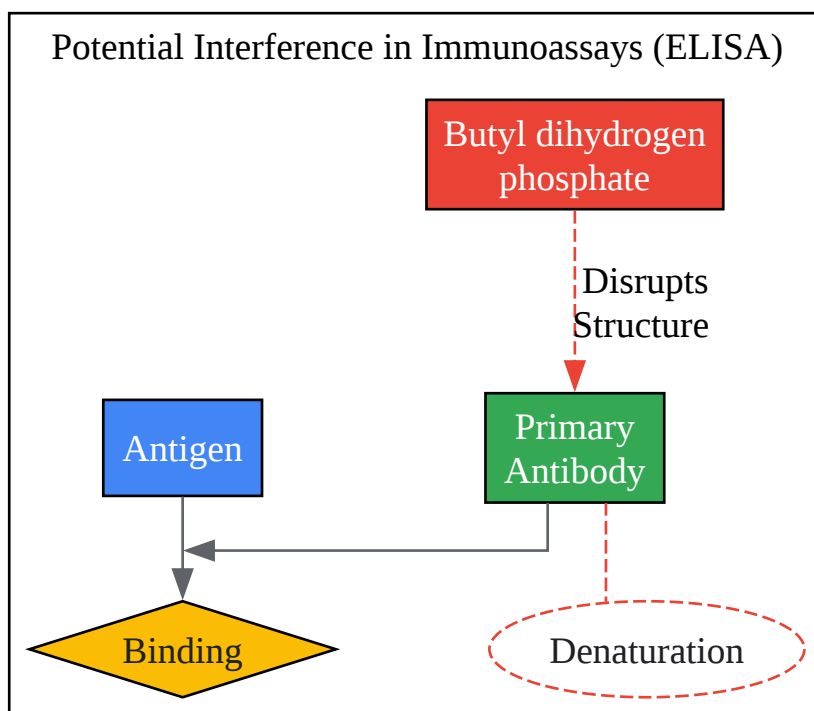 Potential Interference in Immunoassays (ELISA)
Butyl dihydrogen
phosphate
Disrupts
Structure
Antigen
Primary
Antibody
Binding
Denaturation